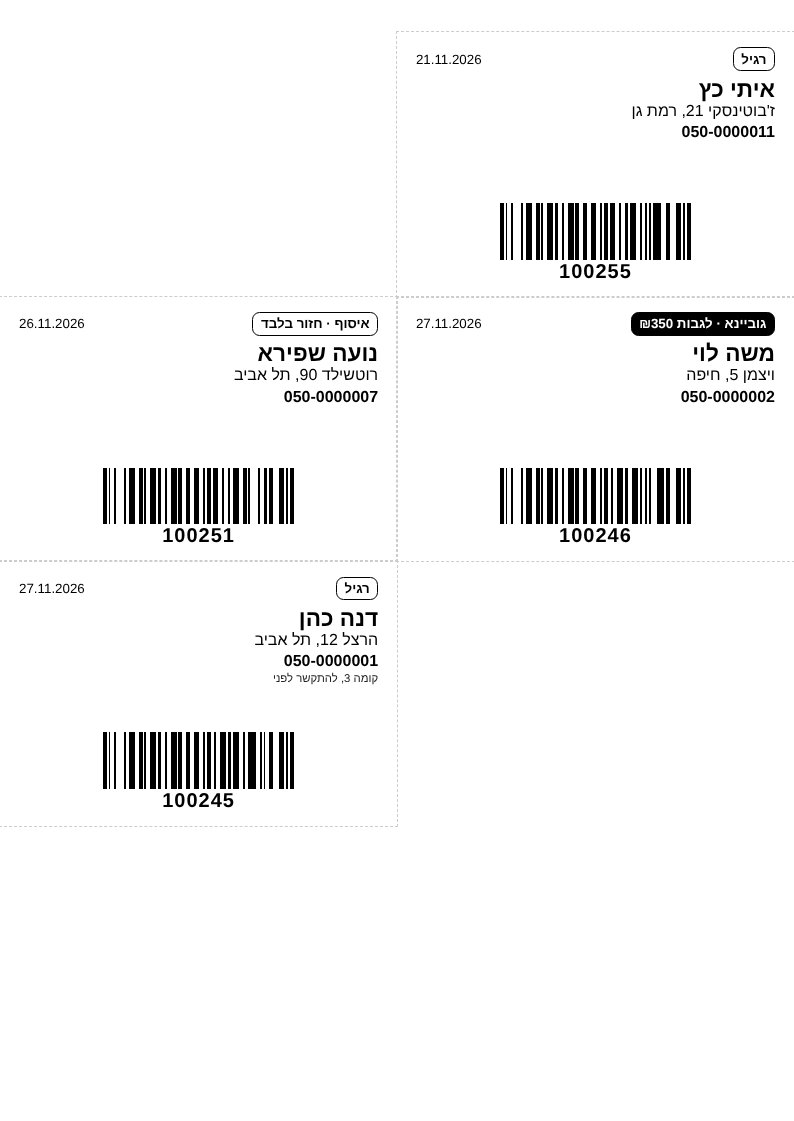 רגיל
21.11.2026
איתי כץ
ז'בוטינסקי 21, רמת גן
050-0000011
100255
גוביינא · לגבות ₪350
27.11.2026
משה לוי
ויצמן 5, חיפה
050-0000002
100246
איסוף · חזור בלבד
26.11.2026
נועה שפירא
רוטשילד 90, תל אביב
050-0000007
100251
רגיל
27.11.2026
דנה כהן
הרצל 12, תל אביב
050-0000001
קומה 3, להתקשר לפני
100245